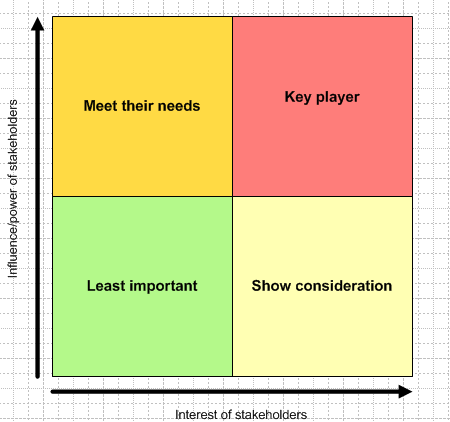 Influence/power of stakeholders
Meet their needs
Key player
Least important
Show consideration
Interest of stakeholders